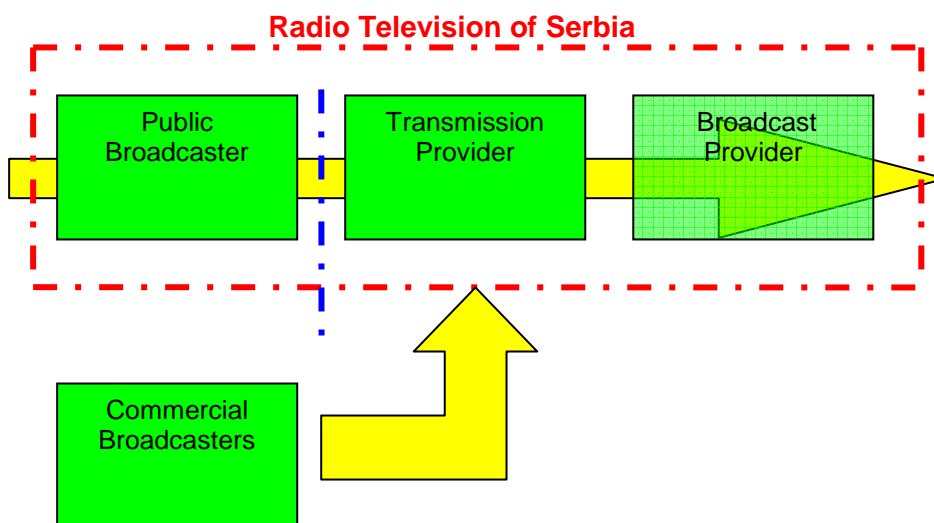 Radio Television of Serbia
Public
Broadcaster
Transmission
Provider
Broadcast
Provider
Commercial
Broadcasters